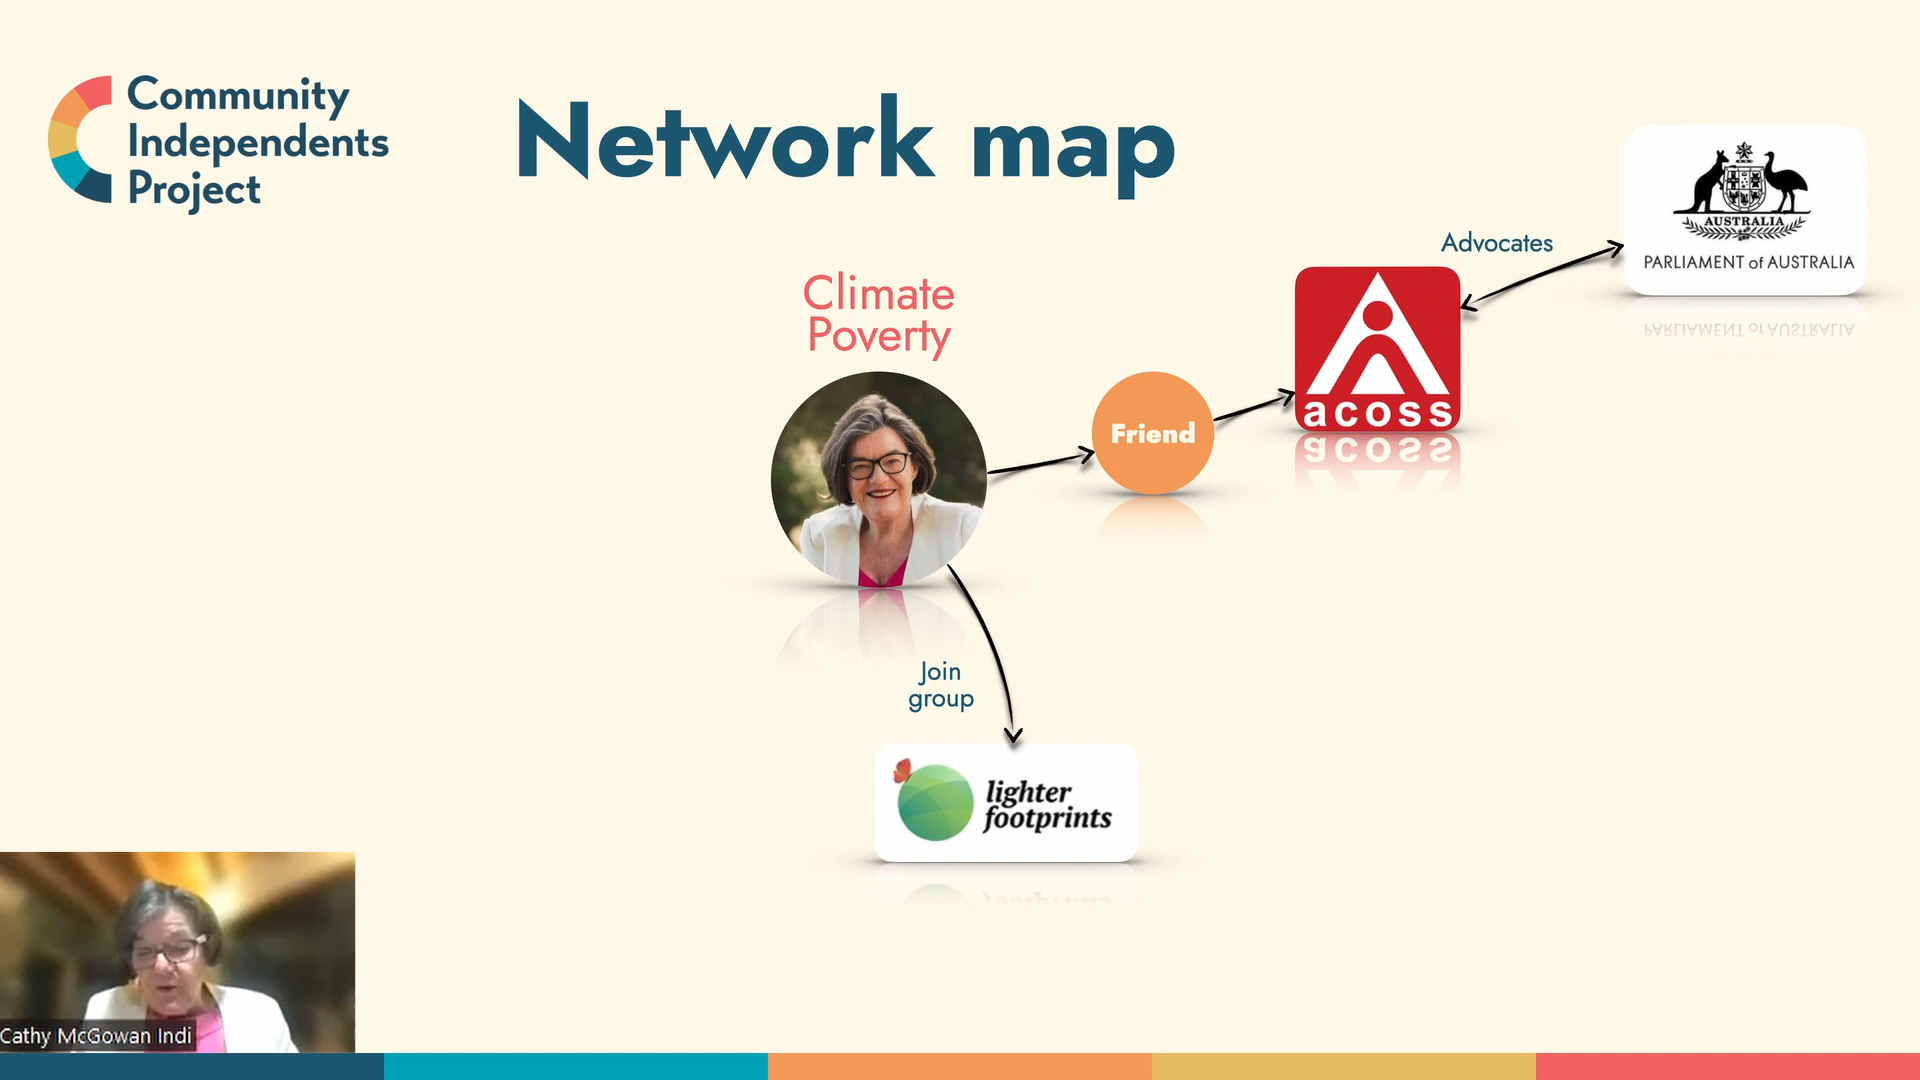 Community
Independents
Project
Network map
Climate
Poverty
Friend
acoss
Advocates
AUSTRALIA
PARLIAMENT of AUSTRALIA
Join
group
lighter
footprints
Cathy McGowan Indi